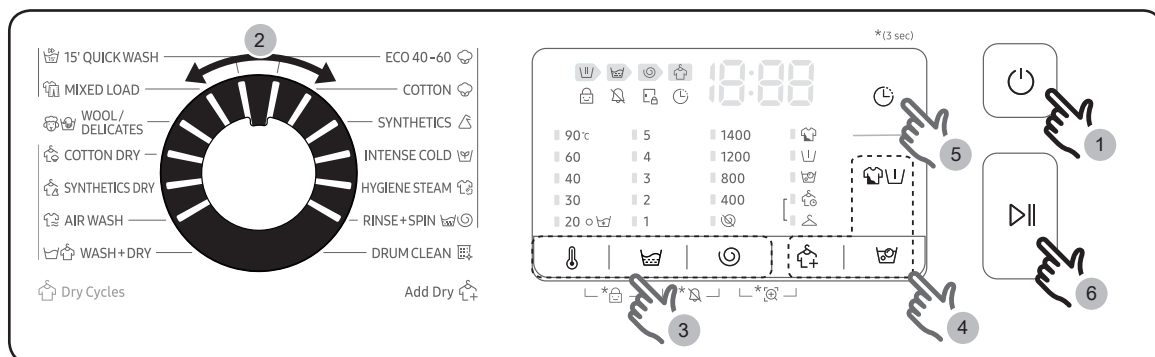 2
15' QUICK WASH
MIXED LOAD
WOOL/
DELICATES
COTTON DRY
SYNTHETICS DRY
AIR WASH
WASH+DRY
Dry Cycles
ECO 40-60
COTTON
SYNTHETICS
INTENSE COLD
HYGIENE STEAM
RINSE+SPIN
DRUM CLEAN
Add Dry
*(3 sec)
18:88
90℃ 5 1400
60 4 1200
40 3 800
30 2 400
20 1
* * *
3
4
5
1
6